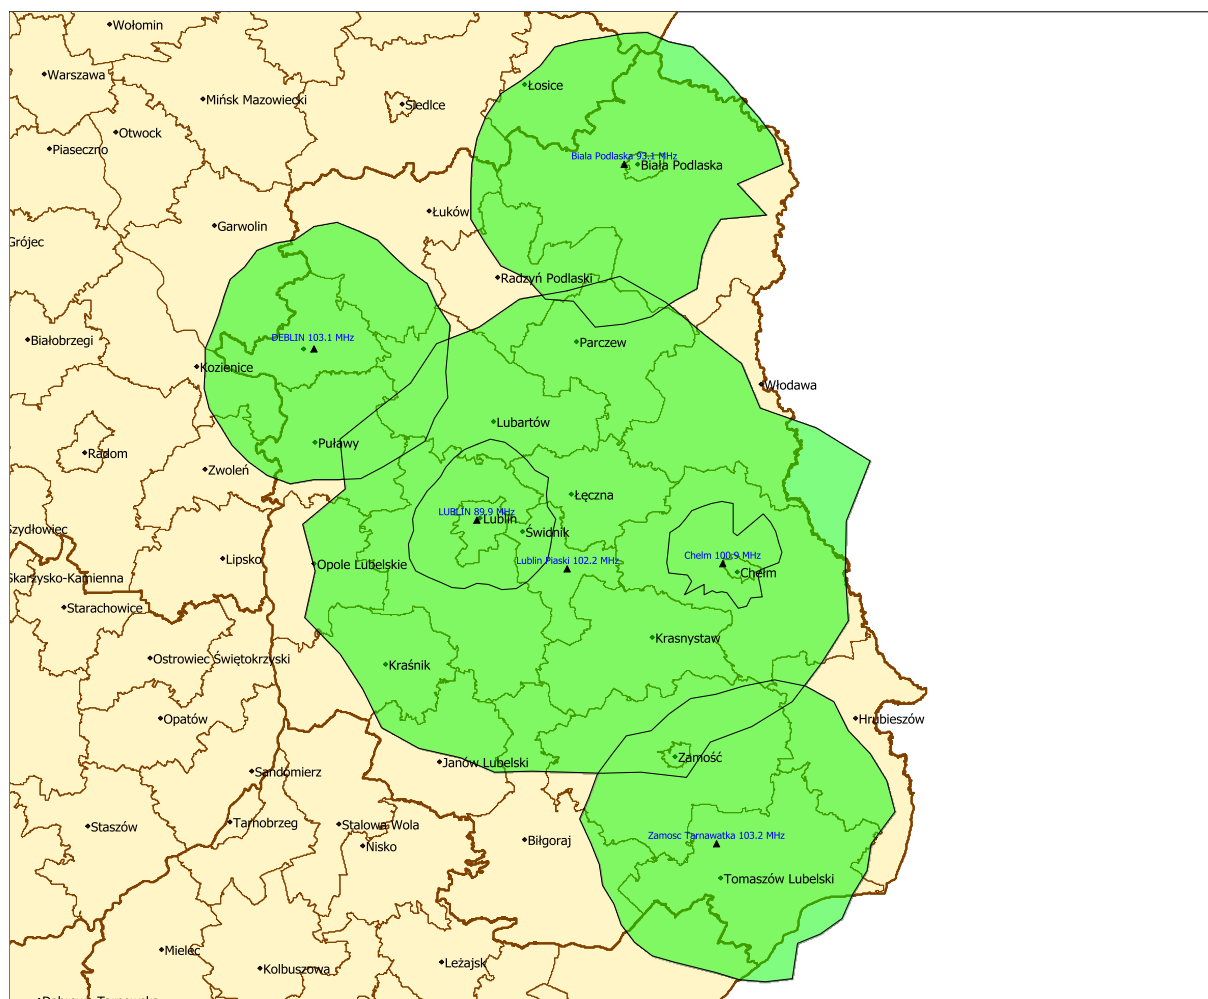 Wołomin
Warszawa
Łosice
Mińsk Mazowiecki
Siedlce
Otwock
Piaseczno
Biala Podlaska 93.1 MHz
Biała Podlaska
Łuków
Garwolin
Grójec
Radzyń Podlaski
DEBLIN 103.1 MHz
Białobrzegi
Parczew
Kozienice
Włodawa
Lubartów
Puławy
Radom
Zwoleń
Łęczna
LUBLIN 89.9 MHz
Lublin
Szydłowiec
Świdnik
Chelm 100.9 MHz
Lipsko
Opole Lubelskie
Lublin Piaski 102.2 MHz
Chełm
Skarżysko-Kamienna
Starachowice
Krasnystaw
Ostrowiec Świętokrzyski
Kraśnik
Opatów
Hrubieszów
Zamość
Janów Lubelski
Sandomierz
Tarnobrzeg
Stalowa Wola
Staszów
Zamosc Tarnawatka 103.2 MHz
Biłgoraj
Nisko
Tomaszów Lubelski
Mielec
Leżajsk
Kolbuszowa